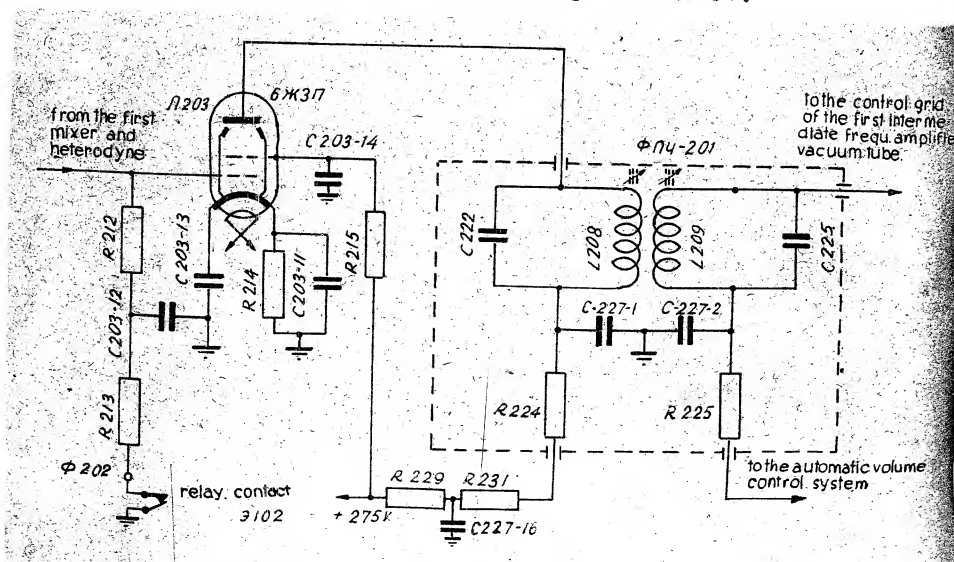 Л203
6Ж3П
from the first
mixer and
heterodyne
C203-14
to the control grid
of the first interme
diate frequ. amplifie
vacuum tube.
ФПЧ-201
R212
C203-13
R214
C203-11
R215
C222
L208
L209
C225
C203-12
C-227-1
C-227-2
R213
R224
R225
Ф202
relay contact
Э102
+275V
R229
R231
C227-16
to the automatic volume
control system